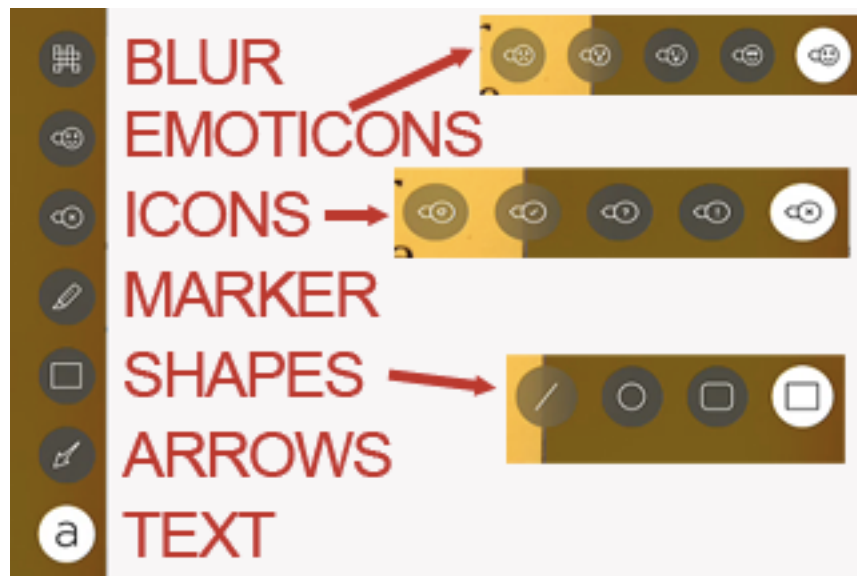 BLUR
EMOTICONS
ICONS
MARKER
SHAPES
ARROWS
a TEXT